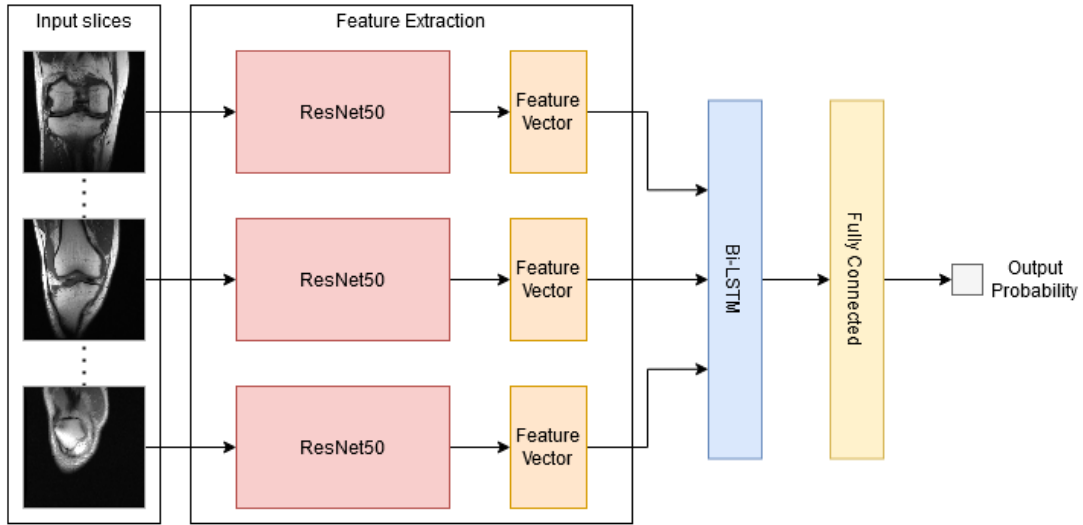 Input slices
Feature Extraction
ResNet50
Feature
Vector
ResNet50
Feature
Vector
ResNet50
Feature
Vector
Bi-LSTM
Fully Connected
Output
Probability